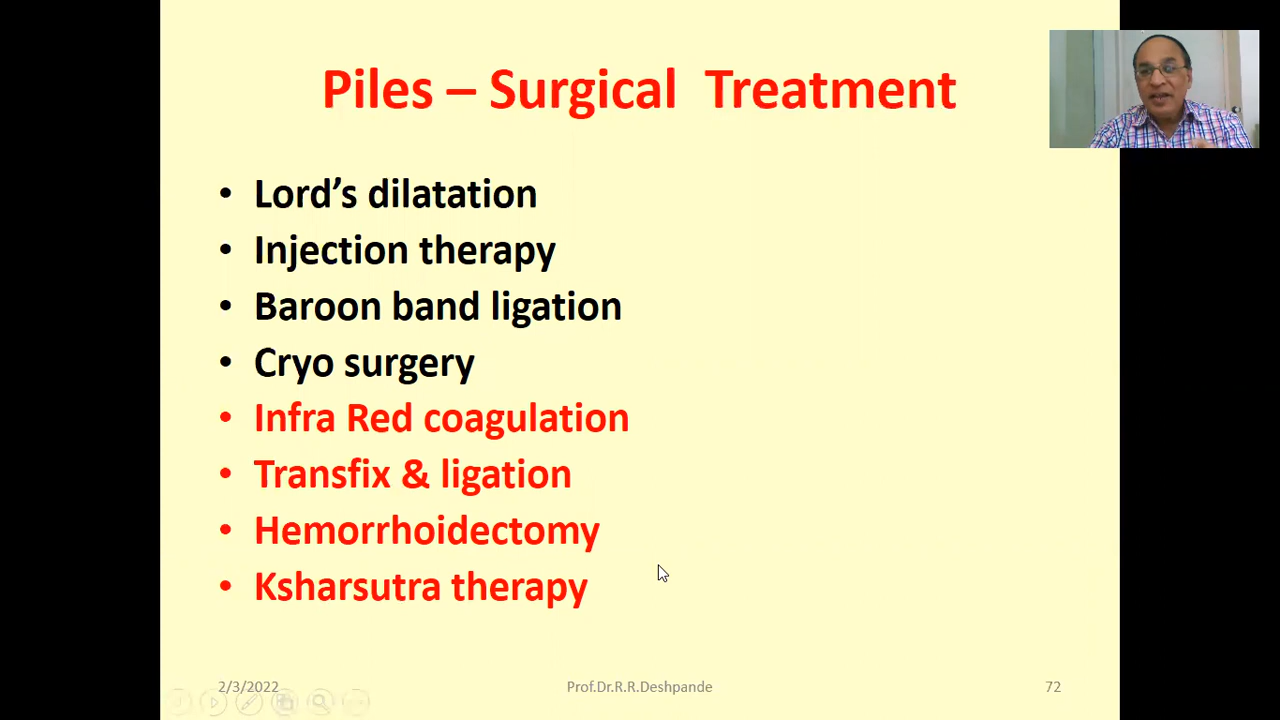 Piles – Surgical Treatment
• Lord’s dilatation
• Injection therapy
• Baroon band ligation
• Cryo surgery
• Infra Red coagulation
• Transfix & ligation
• Hemorrhoidectomy
• Ksharsutra therapy
2/3/2022 Prof.Dr.R.R.Deshpande 72